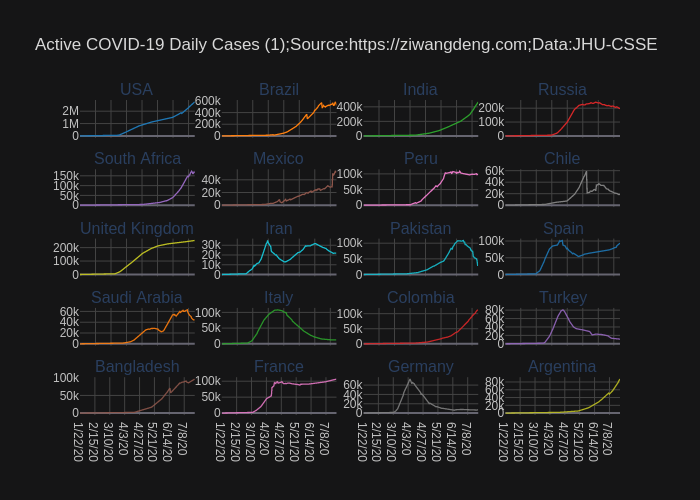 Active COVID-19 Daily Cases (1);Source:https://ziwangdeng.com;Data:JHU-CSSE
USA Brazil India Russia
2M 1M 0
600k 400k 200k 0
400k 200k 0
200k 100k 0
South Africa Mexico Peru Chile
150k 100k 50k 0
40k 20k 0
100k 50k 0
60k 40k 20k 0
United Kingdom Iran Pakistan Spain
200k 100k 0
30k 20k 10k 0
100k 50k 0
100k 50k 0
Saudi Arabia Italy Colombia Turkey
60k 40k 20k 0
100k 50k 0
100k 50k 0
80k 60k 40k 20k 0
Bangladesh France Germany Argentina
100k 50k 0
100k 50k 0
60k 40k 20k 0
80k 60k 40k 20k 0
1/22/20 2/15/20 3/10/20 4/3/20 4/27/20 5/21/20 6/14/20 7/8/20
1/22/20 2/15/20 3/10/20 4/3/20 4/27/20 5/21/20 6/14/20 7/8/20
1/22/20 2/15/20 3/10/20 4/3/20 4/27/20 5/21/20 6/14/20 7/8/20
1/22/20 2/15/20 3/10/20 4/3/20 4/27/20 5/21/20 6/14/20 7/8/20